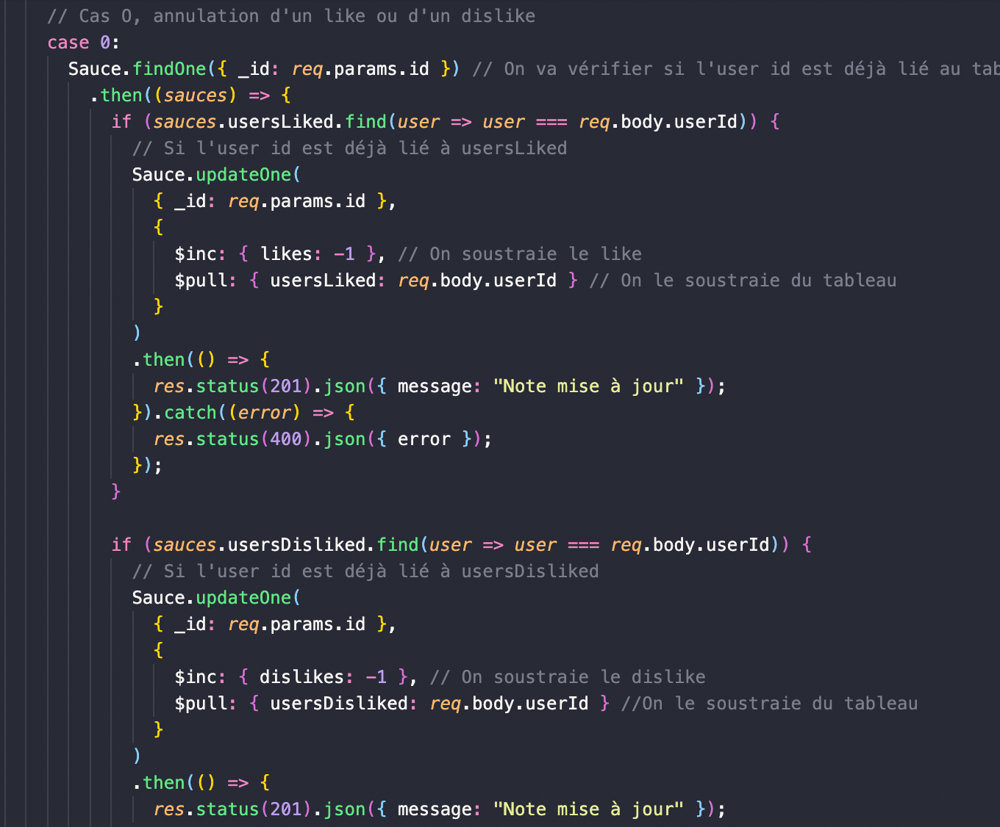 // Cas O, annulation d'un like ou d'un dislike
case 0:
Sauce.findOne({ _id: req.params.id }) // On va vérifier si l'user id est déjà lié au tab
.then((sauces) => {
if (sauces.usersLiked.find(user => user === req.body.userId)) {
// Si l'user id est déjà lié à usersLiked
Sauce.updateOne(
{ _id: req.params.id },
{
$inc: { likes: -1 }, // On soustraie le like
$pull: { usersLiked: req.body.userId } // On le soustraie du tableau
}
)
.then(() => {
res.status(201).json({ message: "Note mise à jour" });
}).catch((error) => {
res.status(400).json({ error });
});
}
if (sauces.usersDisliked.find(user => user === req.body.userId)) {
// Si l'user id est déjà lié à usersDisliked
Sauce.updateOne(
{ _id: req.params.id },
{
$inc: { dislikes: -1 }, // On soustraie le dislike
$pull: { usersDisliked: req.body.userId } //On le soustraie du tableau
}
)
.then(() => {
res.status(201).json({ message: "Note mise à jour" });